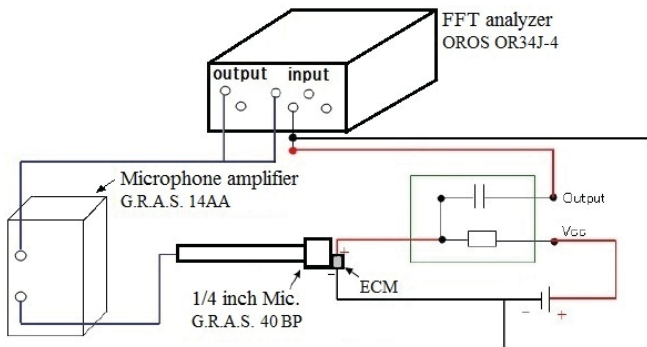 FFT analyzer
OROS OR34J-4
output input
Microphone amplifier
G.R.A.S. 14AA
Output
Vcc
+
-
ECM
1/4 inch Mic.
G.R.A.S. 40 BP
- +